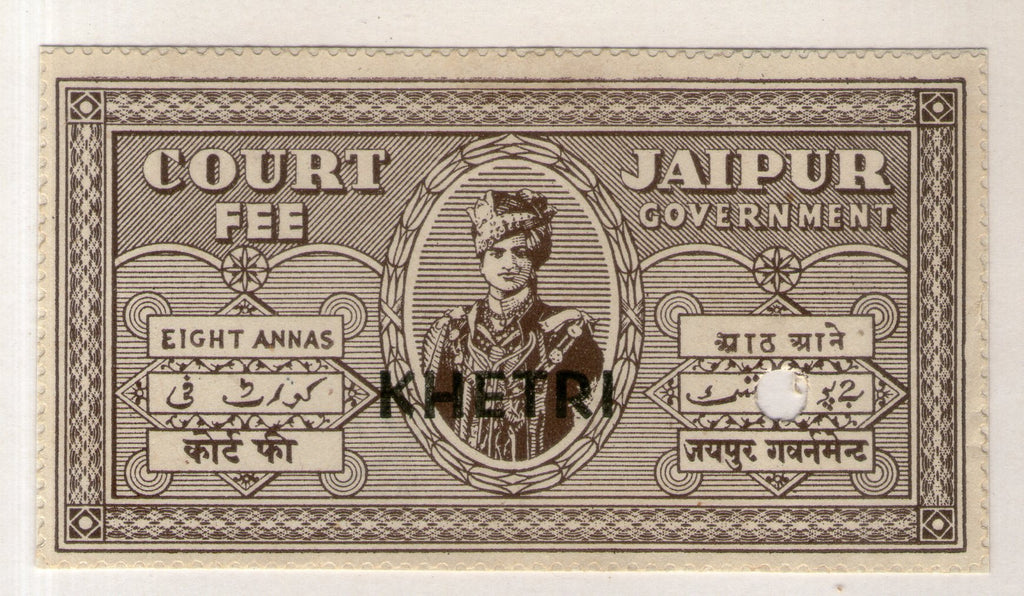 COURT
FEE
JAIPUR
GOVERNMENT
EIGHT ANNAS
کورٹ فی
कोर्ट फी
KHETRI
आठ आने
जयपुर गवर्नमेन्ट